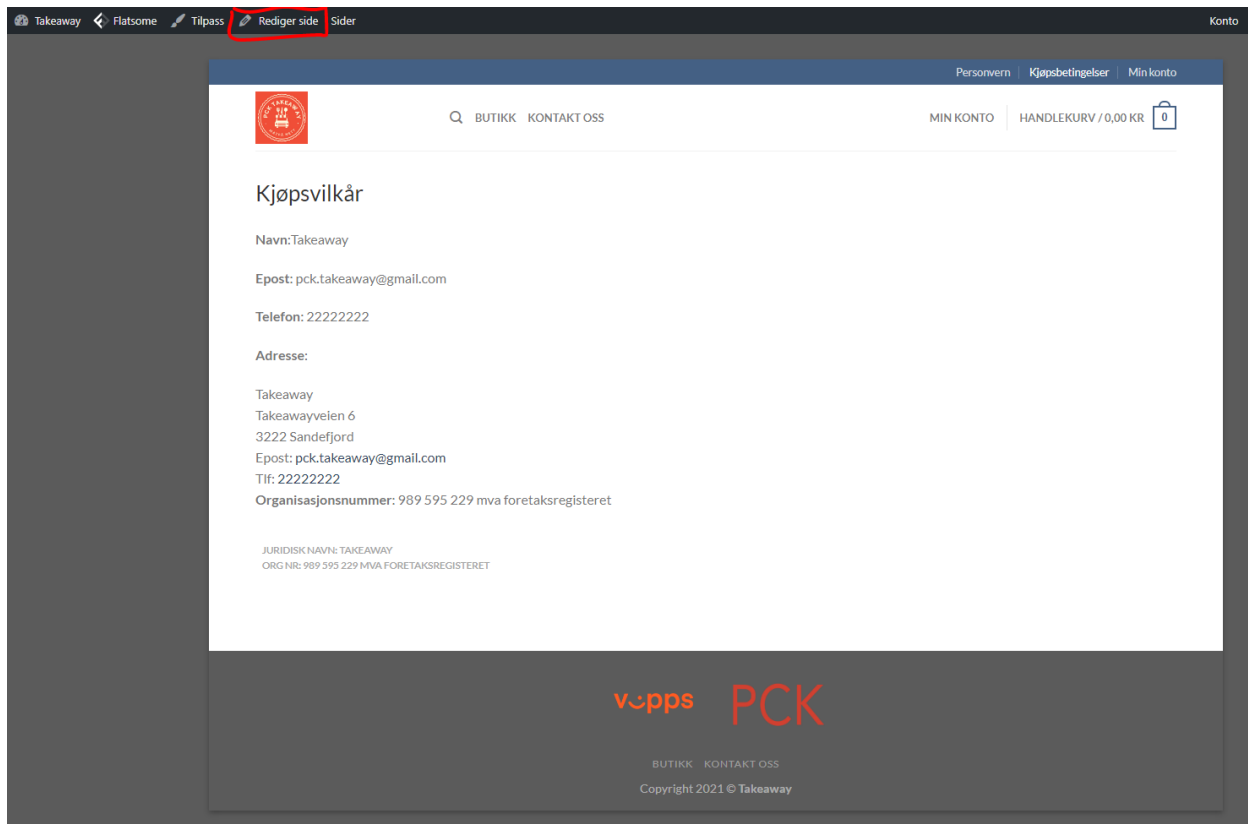 Takeaway Flatsome Tilpass Rediger side Sider Konto
Personvern Kjøpsbetingelser Min konto
PCK TAKEAWAY
BUTIKK KONTAKT OSS MIN KONTO HANDLEKURV / 0,00 KR 0
Kjøpsvilkår
Navn:Takeaway
Epost: pck.takeaway@gmail.com
Telefon: 22222222
Adresse:
Takeaway
Takeawayveien 6
3222 Sandefjord
Epost: pck.takeaway@gmail.com
Tlf: 22222222
Organisasjonsnummer: 989 595 229 mva foretaksregisteret
JURIDISK NAVN: TAKEAWAY
ORG NR: 989 595 229 MVA FORETAKSREGISTERET
vipps PCK
BUTIKK KONTAKT OSS
Copyright 2021 © Takeaway